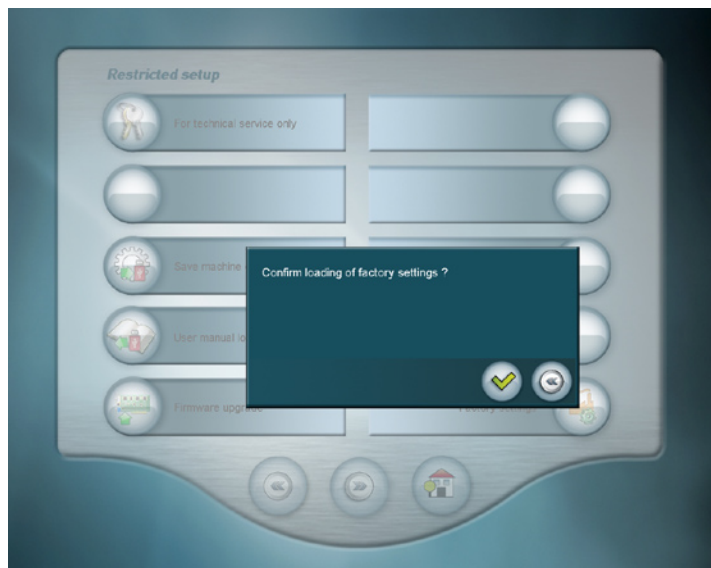 Restricted setup
For technical service only
Save machine
Confirm loading of factory settings ?
User manual lo
Firmware upgrade
Factory settings